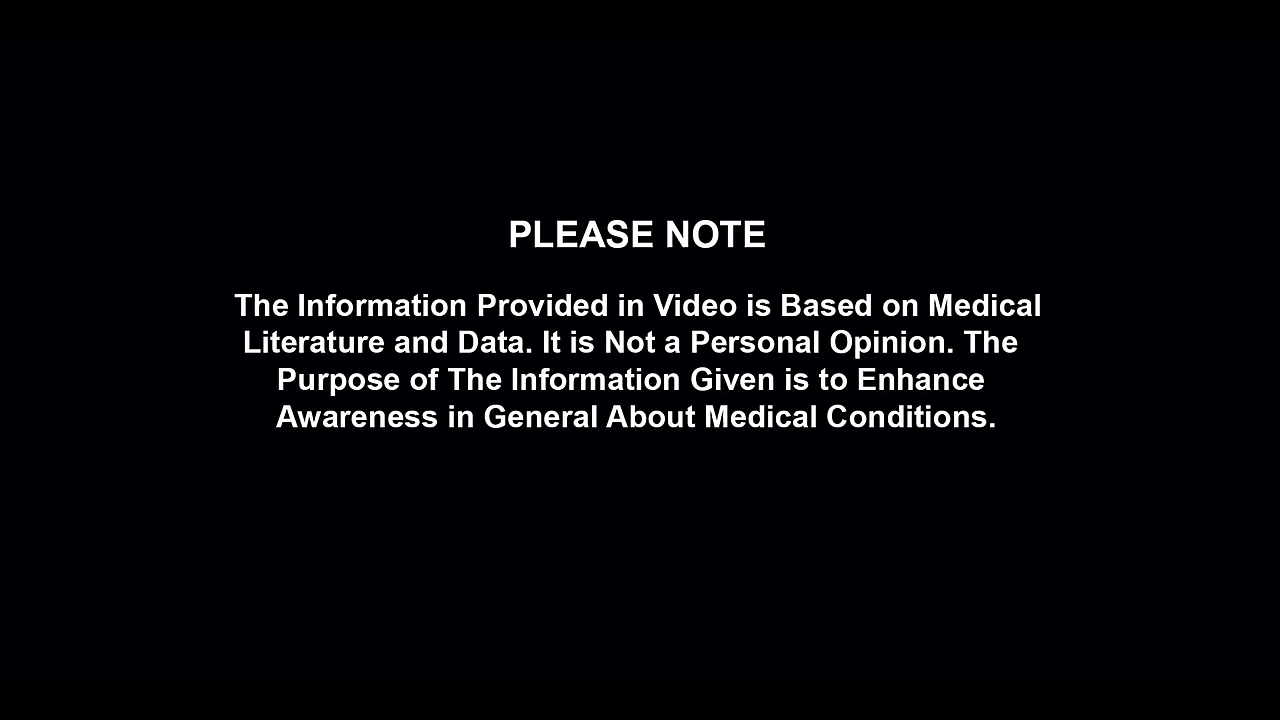 PLEASE NOTE
The Information Provided in Video is Based on Medical
Literature and Data. It is Not a Personal Opinion. The
Purpose of The Information Given is to Enhance
Awareness in General About Medical Conditions.